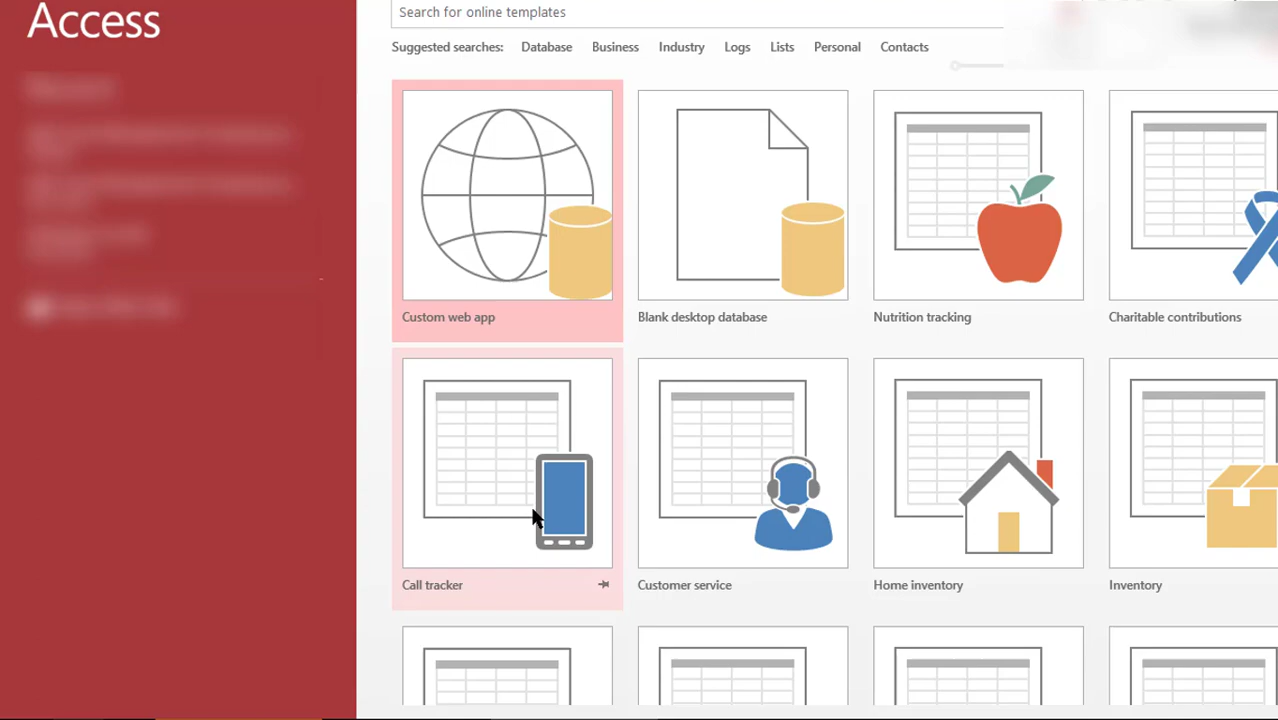 Access
Search for online templates
Suggested searches: Database Business Industry Logs Lists Personal Contacts
Custom web app
Blank desktop database
Nutrition tracking
Charitable contributions
Call tracker
Customer service
Home inventory
Inventory